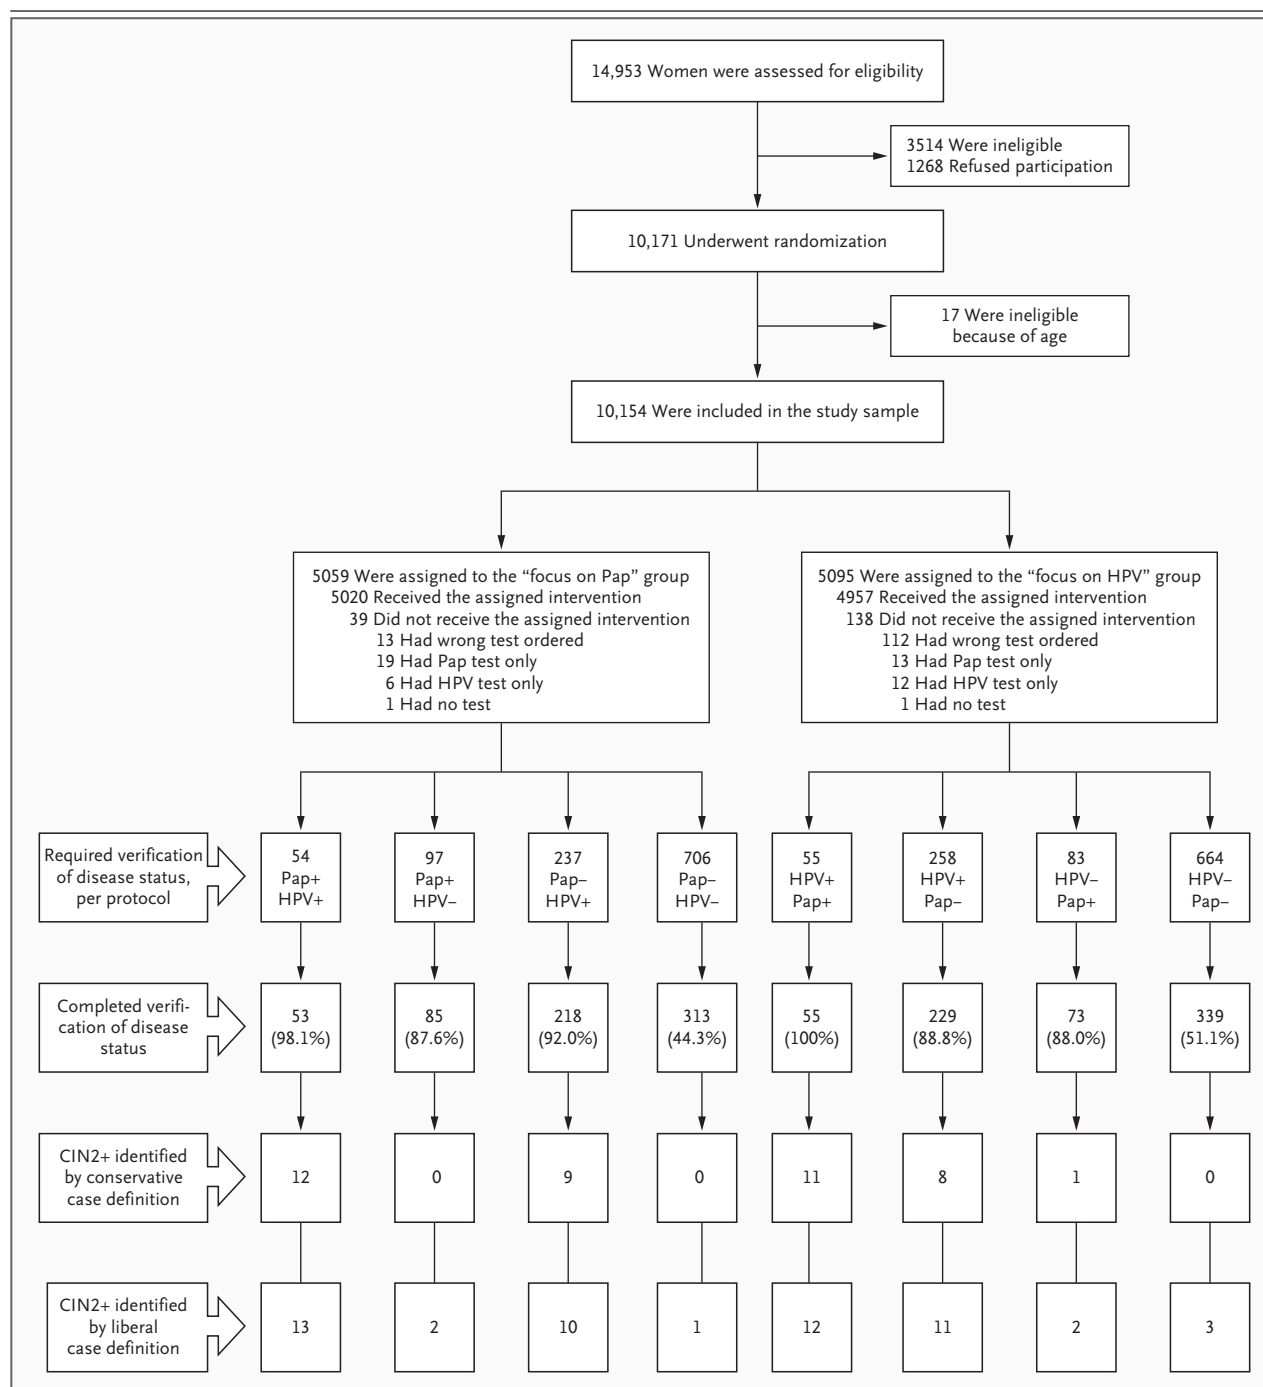 14,953 Women were assessed for eligibility
3514 Were ineligible
1268 Refused participation
10,171 Underwent randomization
17 Were ineligible
because of age
10,154 Were included in the study sample
5059 Were assigned to the “focus on Pap” group
5020 Received the assigned intervention
39 Did not receive the assigned intervention
13 Had wrong test ordered
19 Had Pap test only
6 Had HPV test only
1 Had no test
5095 Were assigned to the “focus on HPV” group
4957 Received the assigned intervention
138 Did not receive the assigned intervention
112 Had wrong test ordered
13 Had Pap test only
12 Had HPV test only
1 Had no test
Required verification
of disease status,
per protocol
54
Pap+
HPV+
97
Pap+
HPV–
237
Pap–
HPV+
706
Pap–
HPV–
55
HPV+
Pap+
258
HPV+
Pap–
83
HPV–
Pap+
664
HPV–
Pap–
Completed verifi-
cation of disease
status
53
(98.1%)
85
(87.6%)
218
(92.0%)
313
(44.3%)
55
(100%)
229
(88.8%)
73
(88.0%)
339
(51.1%)
CIN2+ identified
by conservative
case definition
12
0
9
0
11
8
1
0
CIN2+ identified
by liberal
case definition
13
2
10
1
12
11
2
3